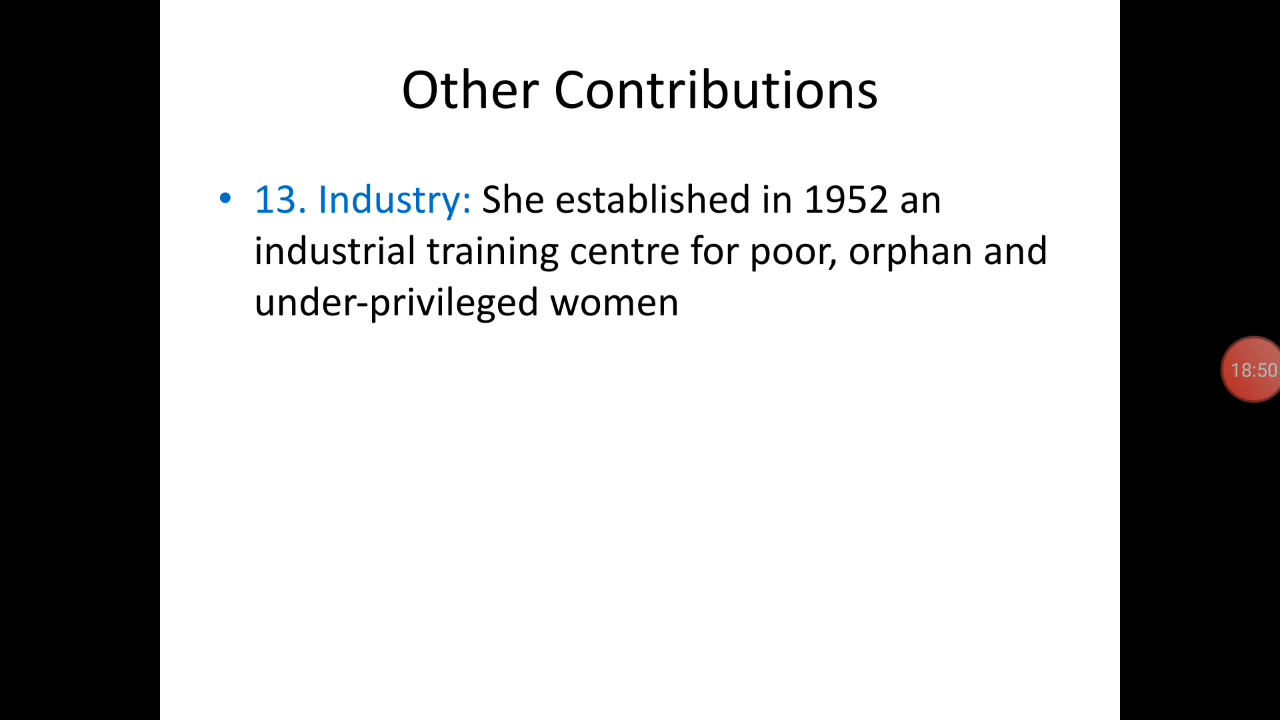 Other Contributions
• 13. Industry: She established in 1952 an
industrial training centre for poor, orphan and
under-privileged women
18:50